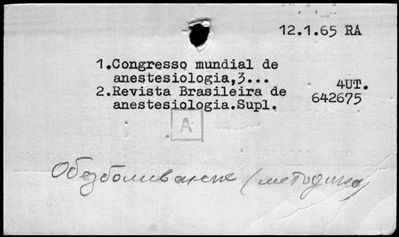 12.1.65 RA
1.Congresso mundial de
anestesiologia,3...
2.Revista Brasileira de
anestesiologia.Supl.
4UT.
642675
A
Обезболивание (методика)